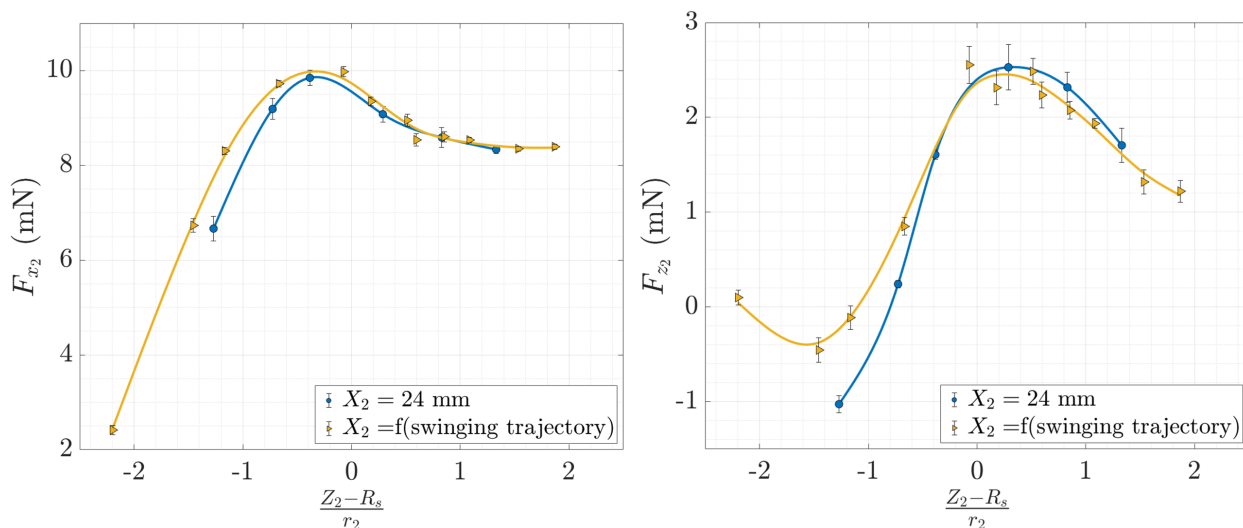 10
8
6
4
2
F_{x_2} (mN)
-2 -1 0 1 2
\frac{Z_2-R_s}{r_2}
X_2 = 24 mm
X_2 =f(swinging trajectory)
3
2
1
0
-1
F_{z_2} (mN)
-2 -1 0 1 2
\frac{Z_2-R_s}{r_2}
X_2 = 24 mm
X_2 =f(swinging trajectory)